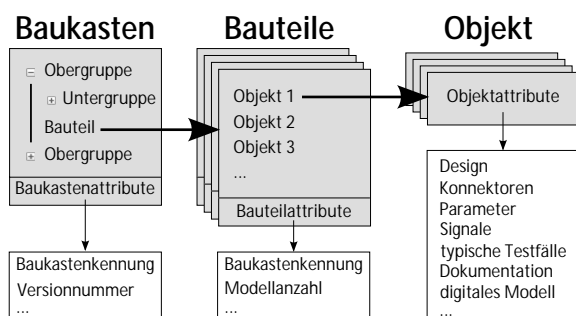 Baukasten
Obergruppe
Untergruppe
Bauteil
Obergruppe
Baukastenattribute
Baukastenkennung
Versionnummer
...
Bauteile
Objekt 1
Objekt 2
Objekt 3
...
Bauteilattribute
Baukastenkennung
Modellanzahl
...
Objekt
Objektattribute
Design
Konnektoren
Parameter
Signale
typische Testfälle
Dokumentation
digitales Modell
...